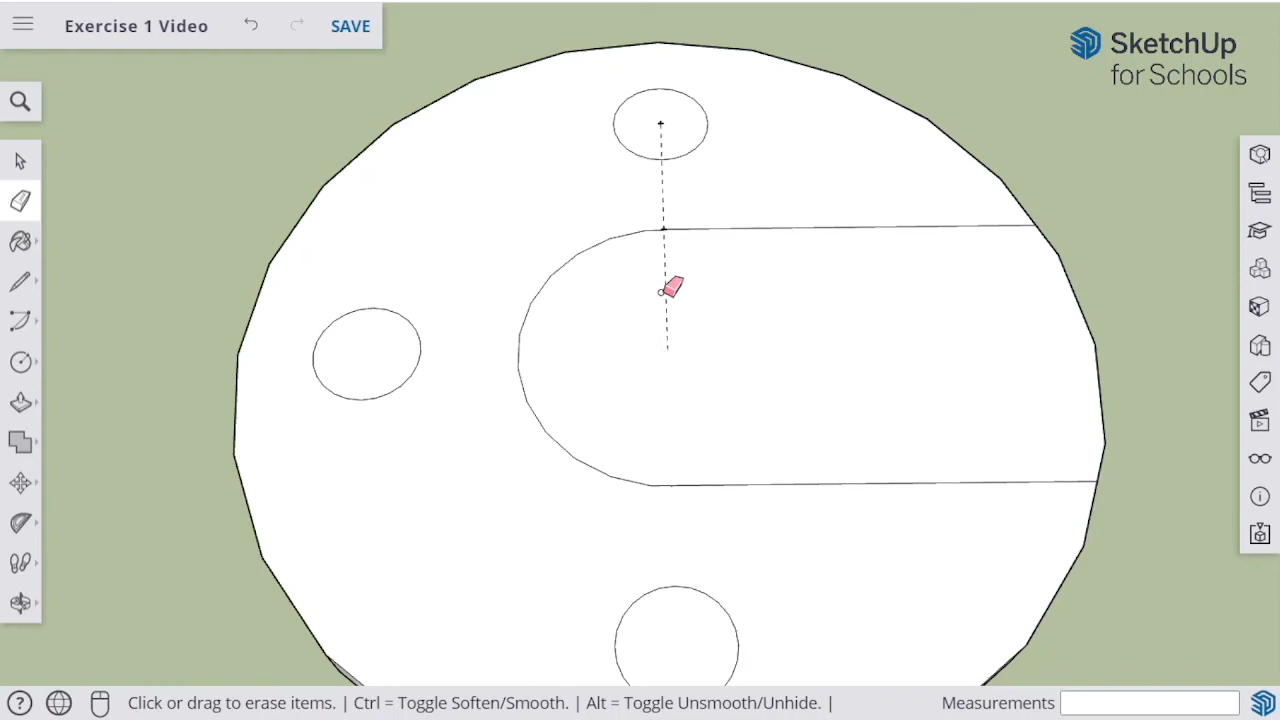 Exercise 1 Video
SAVE
SketchUp
for Schools
Click or drag to erase items. | Ctrl = Toggle Soften/Smooth. | Alt = Toggle Unsmooth/Unhide. |
Measurements